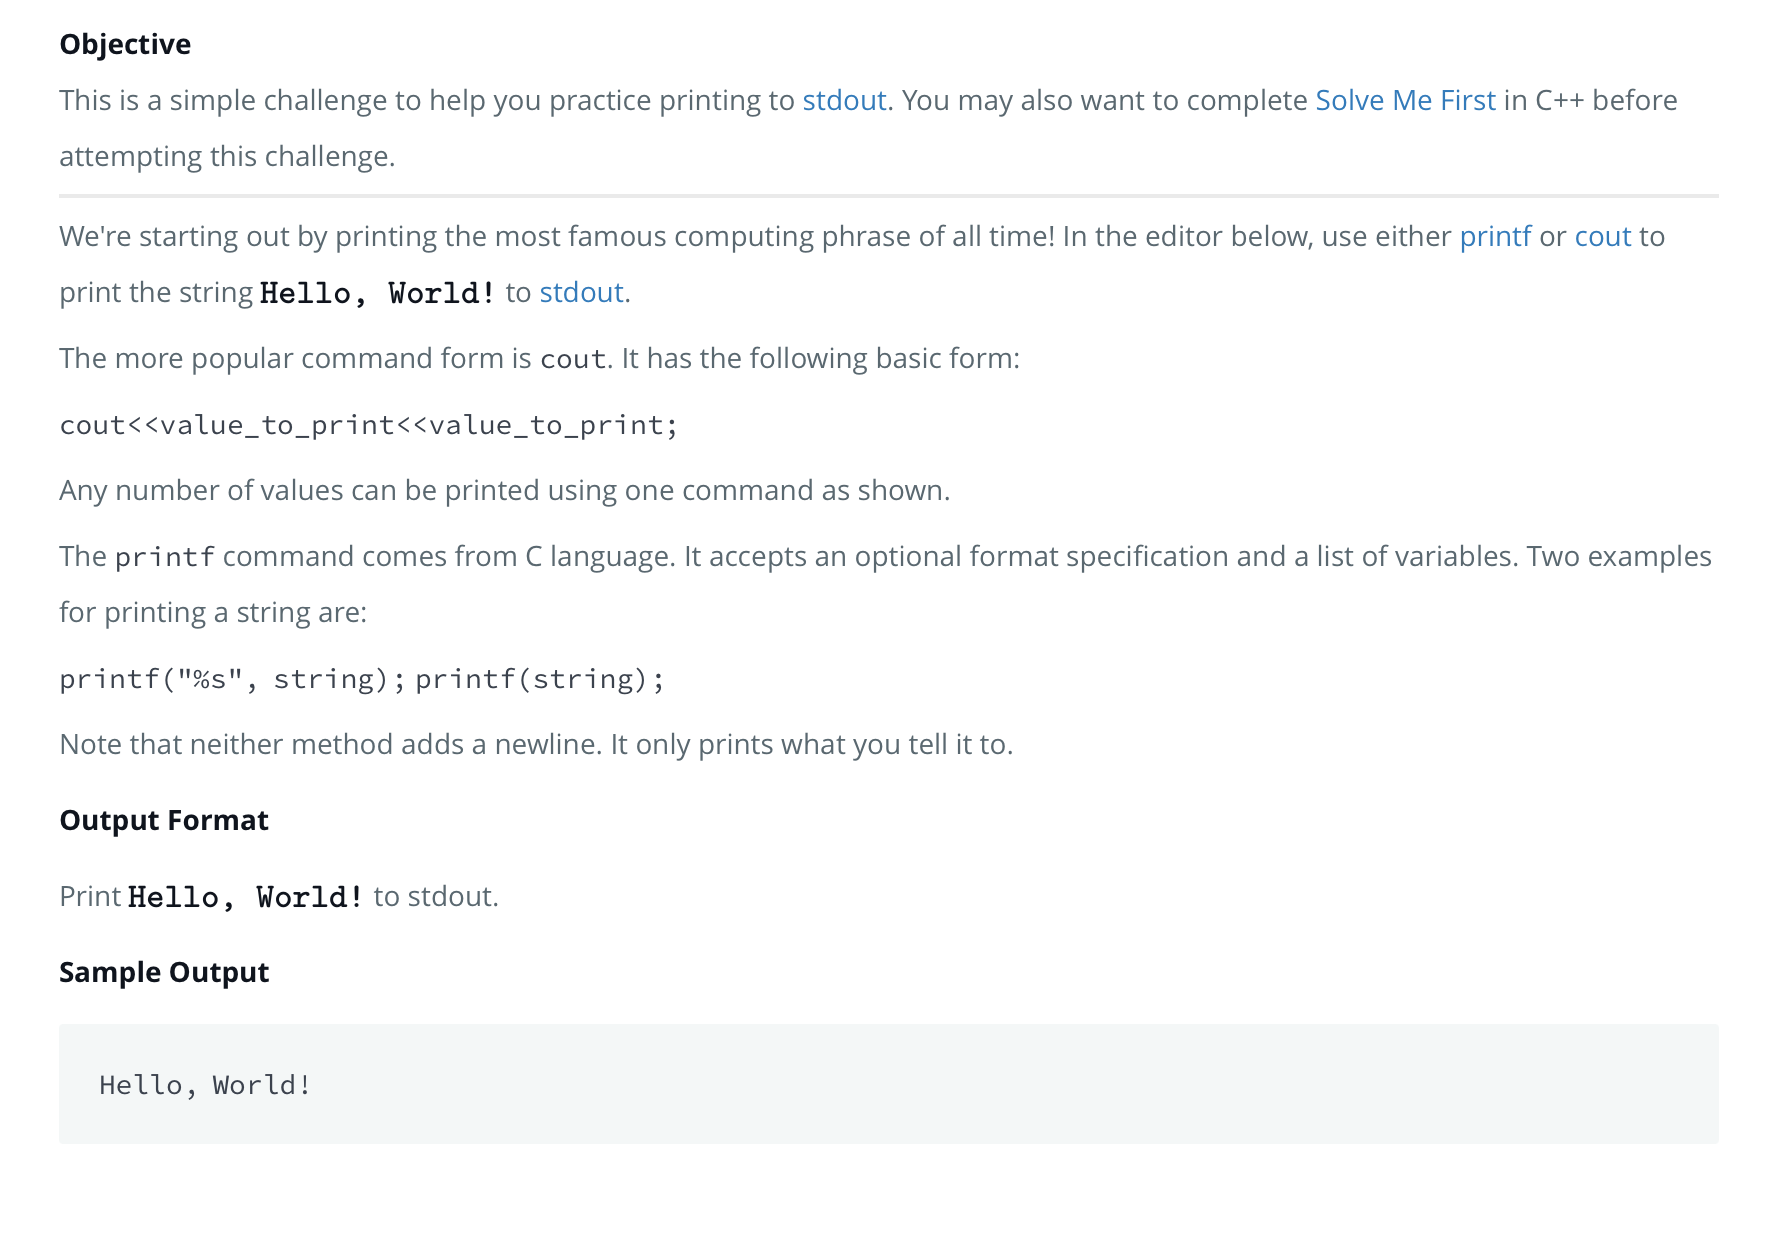 Objective
This is a simple challenge to help you practice printing to stdout. You may also want to complete Solve Me First in C++ before
attempting this challenge.
We're starting out by printing the most famous computing phrase of all time! In the editor below, use either printf or cout to
print the string Hello, World! to stdout.
The more popular command form is cout. It has the following basic form:
cout<<value_to_print<<value_to_print;
Any number of values can be printed using one command as shown.
The printf command comes from C language. It accepts an optional format specification and a list of variables. Two examples
for printing a string are:
printf("%s", string); printf(string);
Note that neither method adds a newline. It only prints what you tell it to.
Output Format
Print Hello, World! to stdout.
Sample Output
Hello, World!